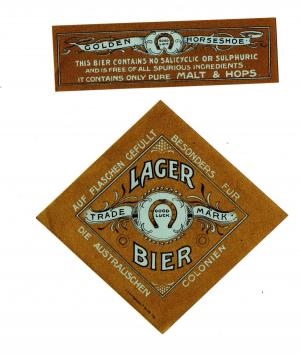 GOLDEN HORSESHOE
GOOD LUCK
THIS BIER CONTAINS NO SALICYCLIC OR SULPHURIC
AND IS FREE OF ALL SPURIOUS INGREDIENTS.
IT CONTAINS ONLY PURE MALT & HOPS
AUF FLASCHEN GEFÜLLT
BESONDERS FÜR
LAGER
TRADE MARK
GOOD LUCK
BIER
DIE AUSTRALISCHEN
COLONIEN